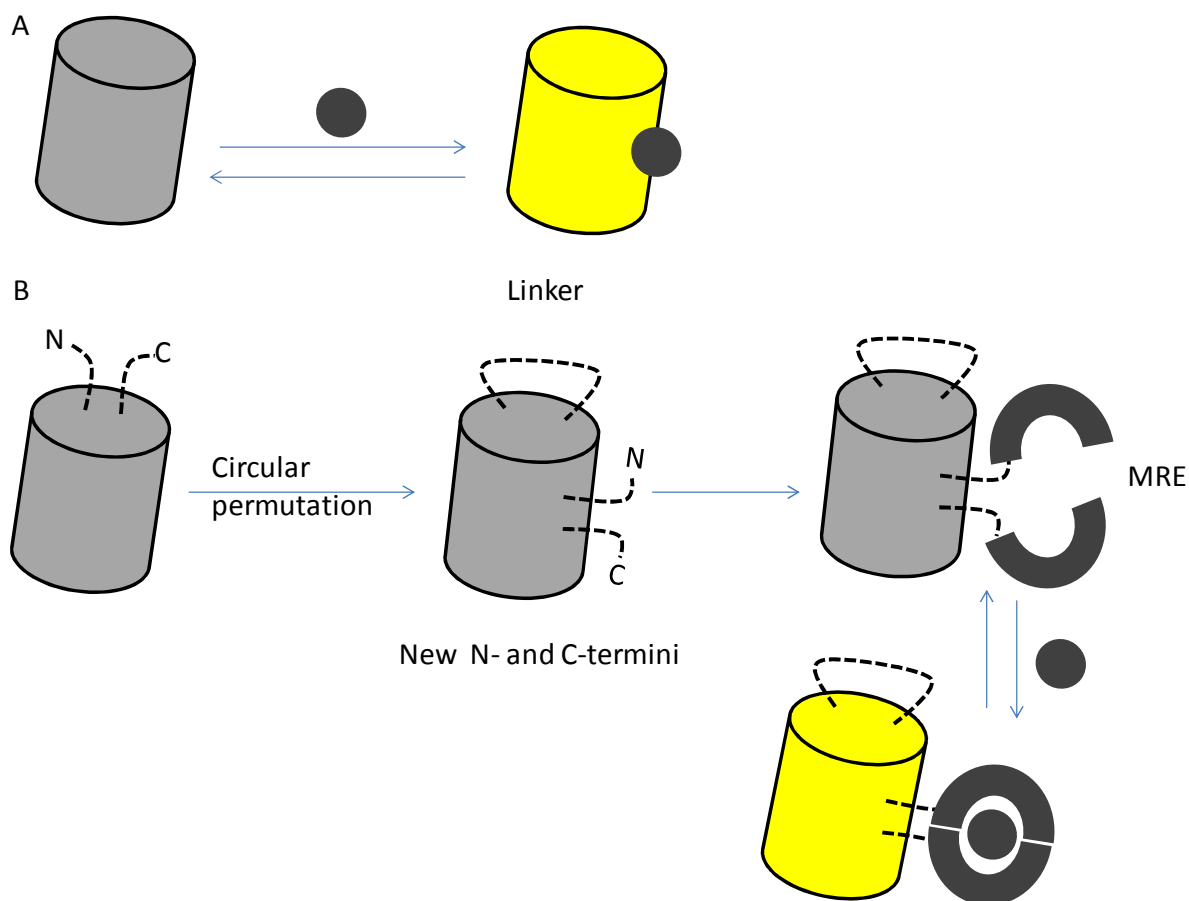 A
B
Linker
N
C
Circular
permutation
N
C
MRE
New N- and C-termini